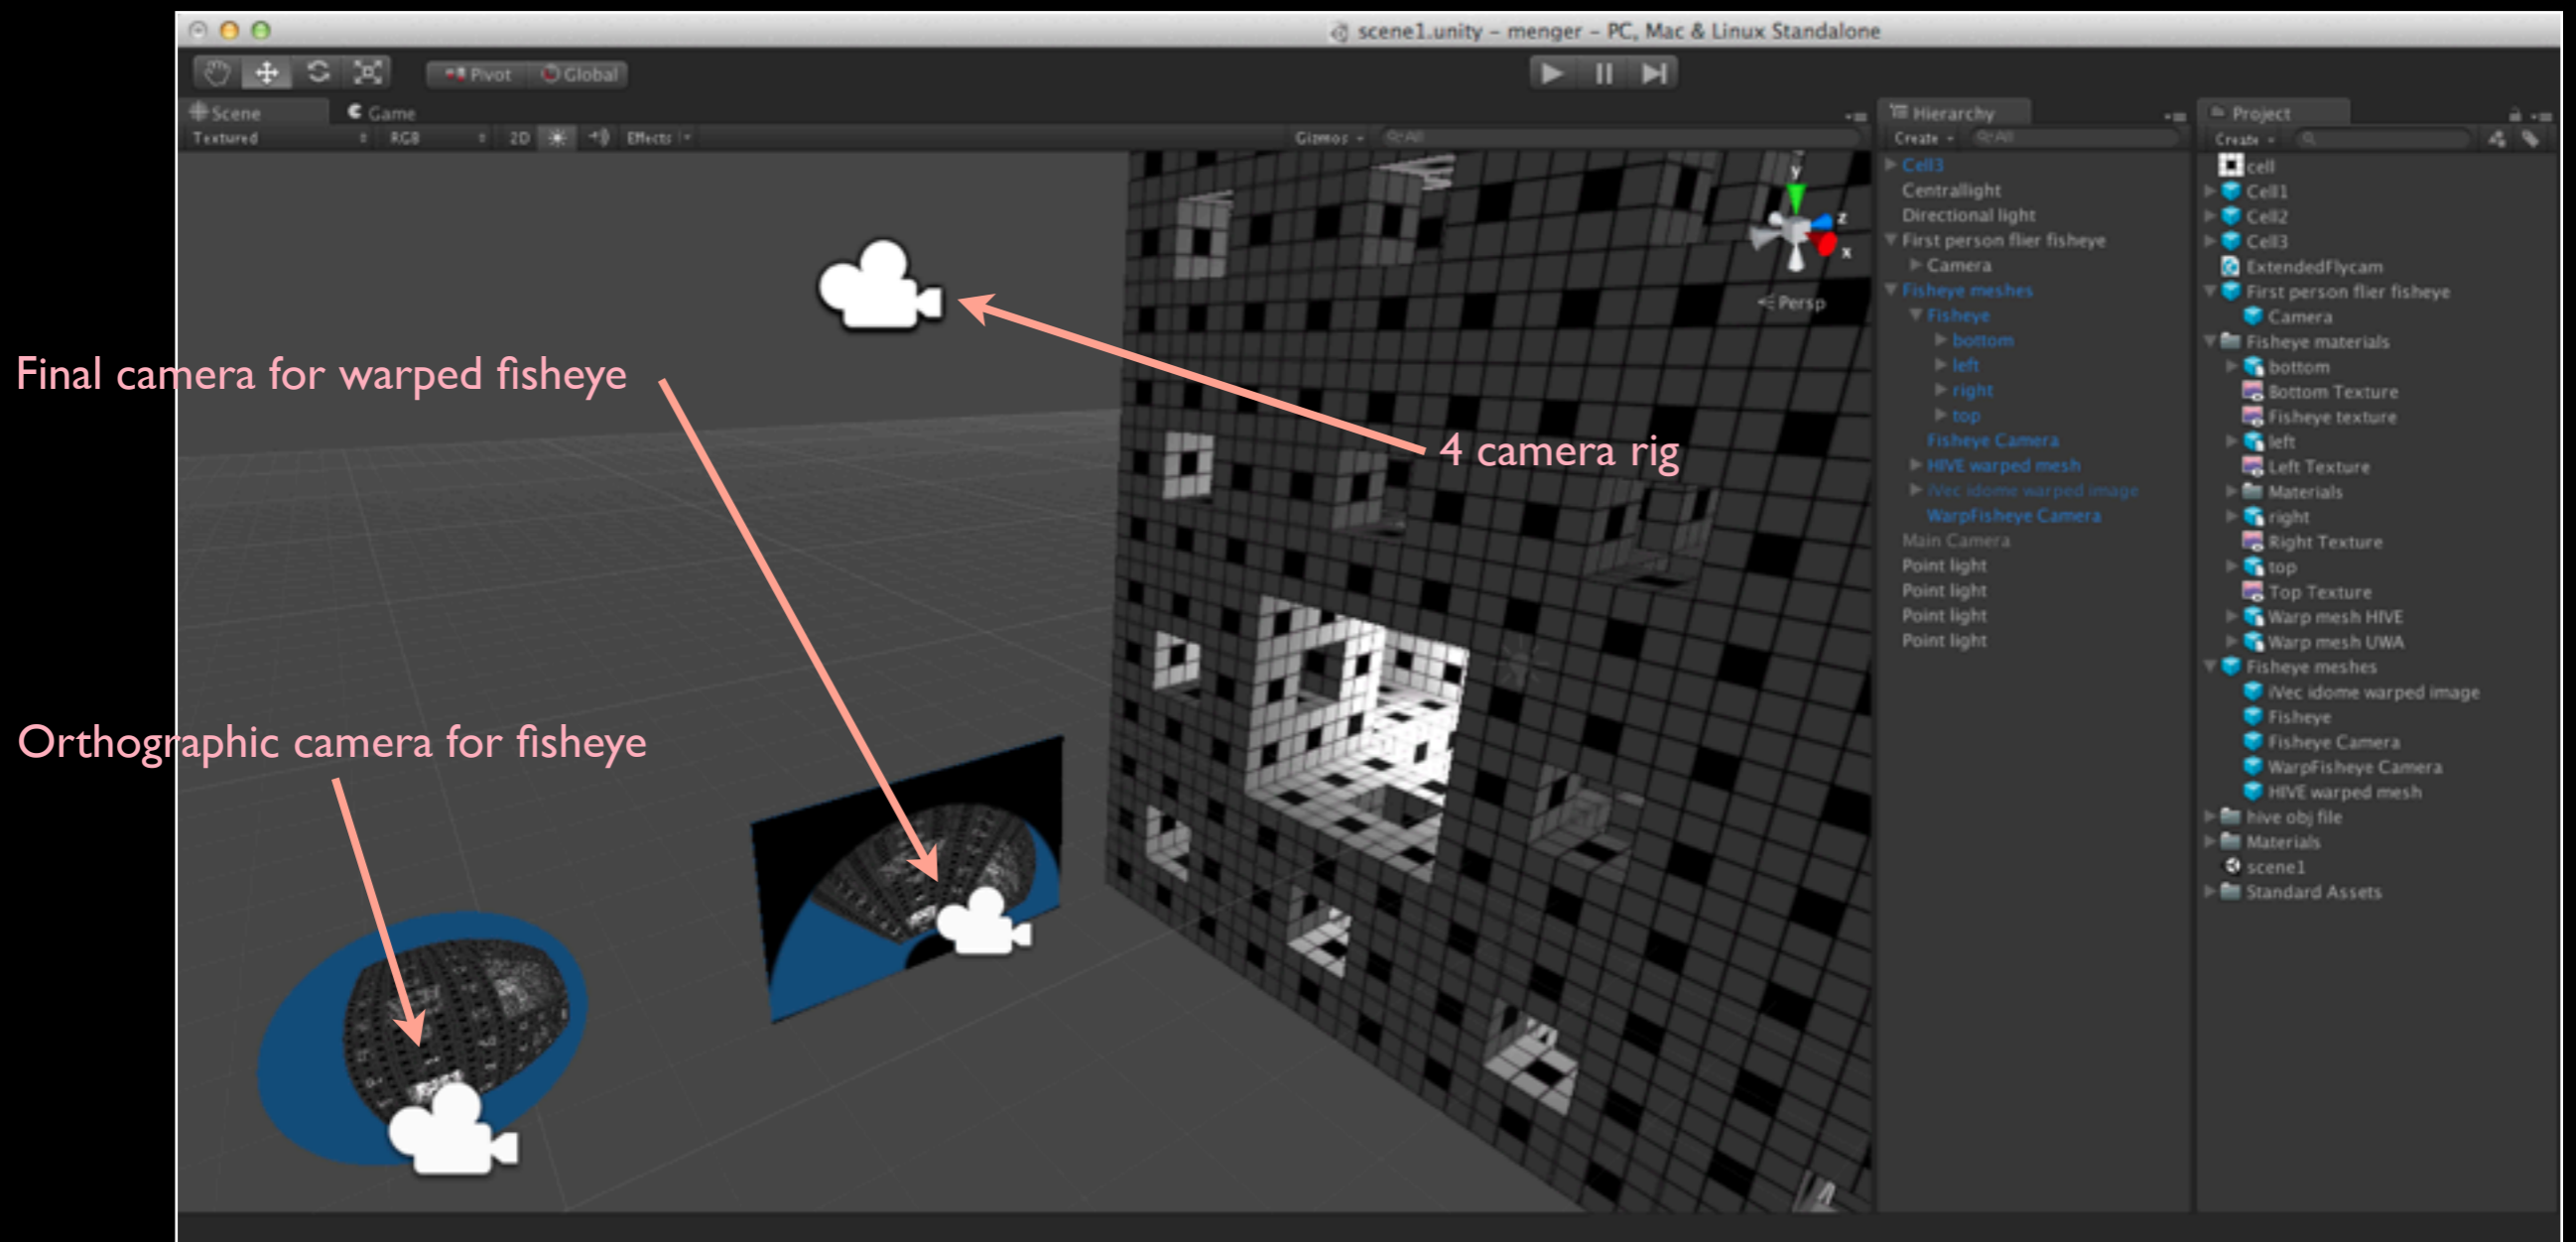 scene1.unity – menger – PC, Mac & Linux Standalone
Pivot
Global
Scene
Game
Textured
RGB
2D
Effects
Gizmos
All
y
z
x
Persp
Final camera for warped fisheye
4 camera rig
Orthographic camera for fisheye
Hierarchy
Create
All
Cell3
Centrallight
Directional light
First person flier fisheye
Camera
Fisheye meshes
Fisheye
bottom
left
right
top
Fisheye Camera
HIVE warped mesh
iVec idome warped image
WarpFisheye Camera
Main Camera
Point light
Point light
Point light
Point light
Project
Create
cell
Cell1
Cell2
Cell3
ExtendedFlycam
First person flier fisheye
Camera
Fisheye materials
bottom
Bottom Texture
Fisheye texture
left
Left Texture
Materials
right
Right Texture
top
Top Texture
Warp mesh HIVE
Warp mesh UWA
Fisheye meshes
iVec idome warped image
Fisheye
Fisheye Camera
WarpFisheye Camera
HIVE warped mesh
hive obj file
Materials
scene1
Standard Assets